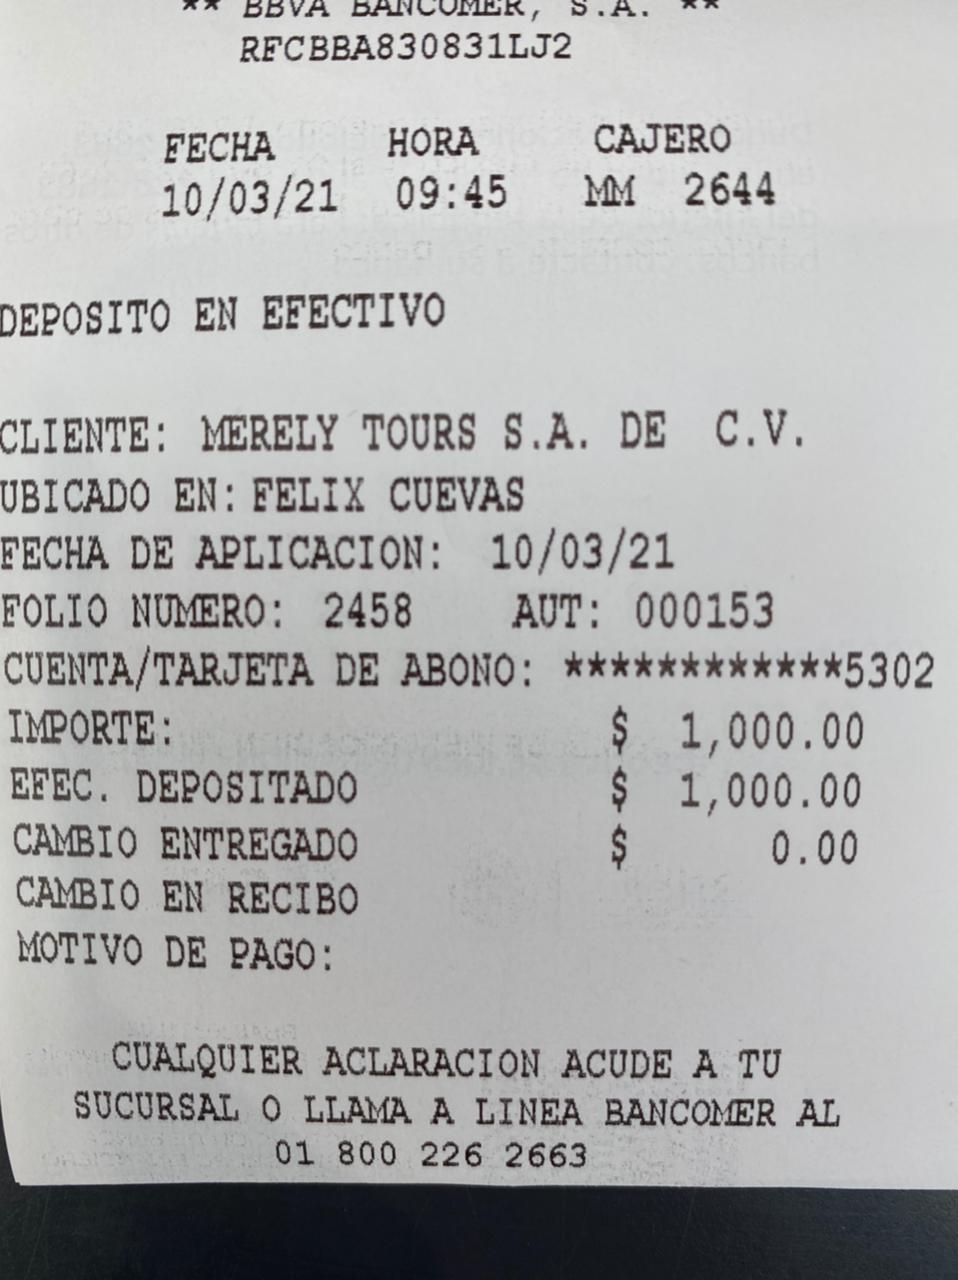 ** BBVA BANCOMER, S.A. **
RFCBBA830831LJ2
FECHA HORA CAJERO
10/03/21 09:45 MM 2644
DEPOSITO EN EFECTIVO
CLIENTE: MERELY TOURS S.A. DE C.V.
UBICADO EN: FELIX CUEVAS
FECHA DE APLICACION: 10/03/21
FOLIO NUMERO: 2458 AUT: 000153
CUENTA/TARJETA DE ABONO: ************5302
IMPORTE: $ 1,000.00
EFEC. DEPOSITADO $ 1,000.00
CAMBIO ENTREGADO $ 0.00
CAMBIO EN RECIBO
MOTIVO DE PAGO:
CUALQUIER ACLARACION ACUDE A TU
SUCURSAL O LLAMA A LINEA BANCOMER AL
01 800 226 2663